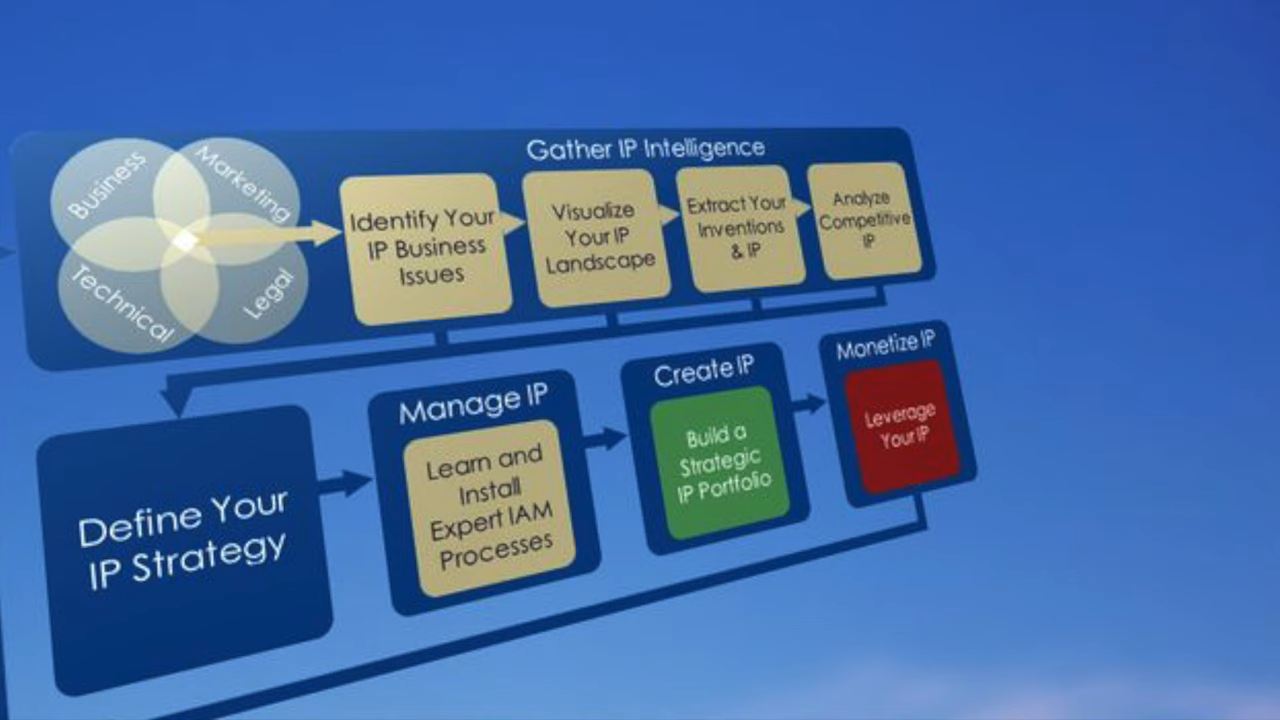 Gather IP Intelligence
Business
Marketing
Technical
Legal
Identify Your
IP Business
Issues
Visualize
Your IP
Landscape
Extract Your
Inventions
& IP
Analyze
Competitive
IP
Define Your
IP Strategy
Manage IP
Learn and
Install
Expert IAM
Processes
Create IP
Build a
Strategic
IP Portfolio
Monetize IP
Leverage
Your IP